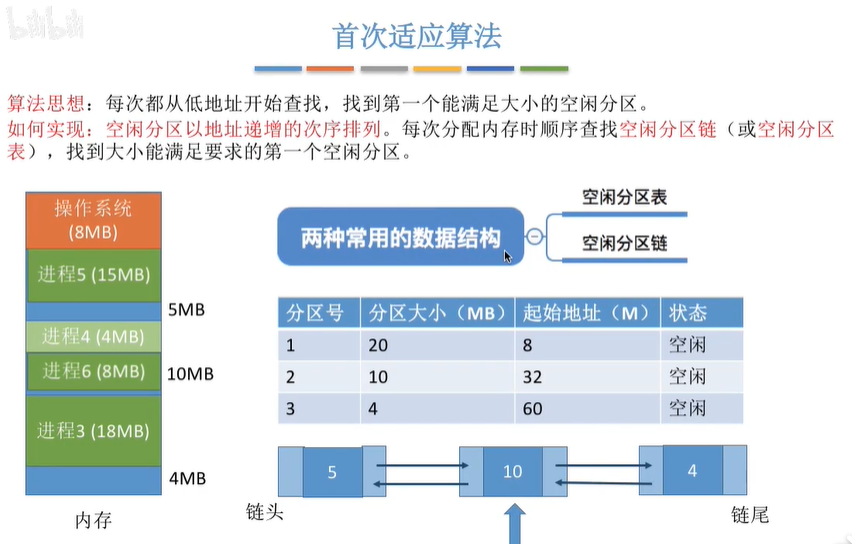 bilibili
首次适应算法
算法思想：每次都从低地址开始查找，找到第一个能满足大小的空闲分区。
如何实现：空闲分区以地址递增的次序排列。每次分配内存时顺序查找空闲分区链（或空闲分区
表），找到大小能满足要求的第一个空闲分区。
操作系统
(8MB)
进程5 (15MB)
5MB
进程4 (4MB)
进程6 (8MB)
10MB
进程3 (18MB)
4MB
内存
两种常用的数据结构
空闲分区表
空闲分区链
分区号 分区大小（MB） 起始地址（M） 状态
1 20 8 空闲
2 10 32 空闲
3 4 60 空闲
5 10 4
链头
链尾